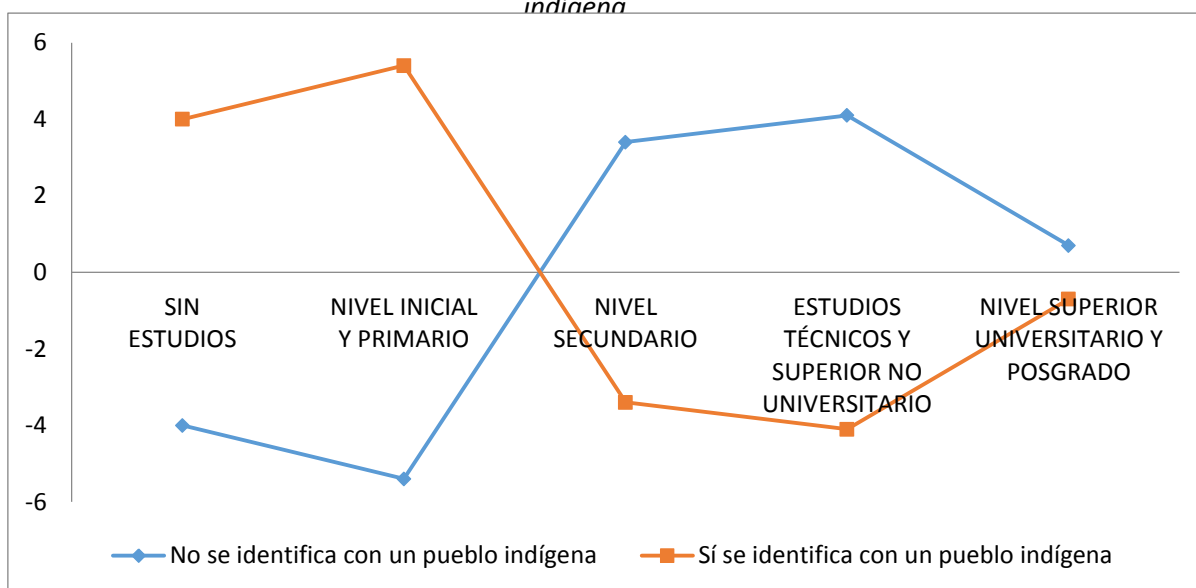 indígena
6
4
2
0
-2
-4
-6
SIN
ESTUDIOS
NIVEL INICIAL
Y PRIMARIO
NIVEL
SECUNDARIO
ESTUDIOS
TÉCNICOS Y
SUPERIOR NO
UNIVERSITARIO
NIVEL SUPERIOR
UNIVERSITARIO Y
POSGRADO
No se identifica con un pueblo indígena
Sí se identifica con un pueblo indígena